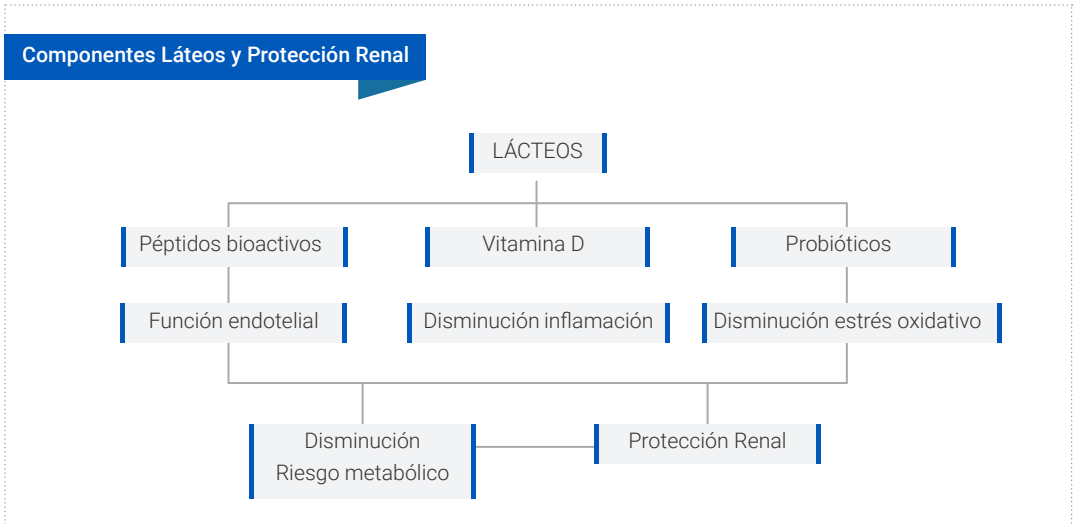 Componentes Láteos y Protección Renal
LÁCTEOS
Péptidos bioactivos
Vitamina D
Probióticos
Función endotelial
Disminución inflamación
Disminución estrés oxidativo
Disminución
Riesgo metabólico
Protección Renal